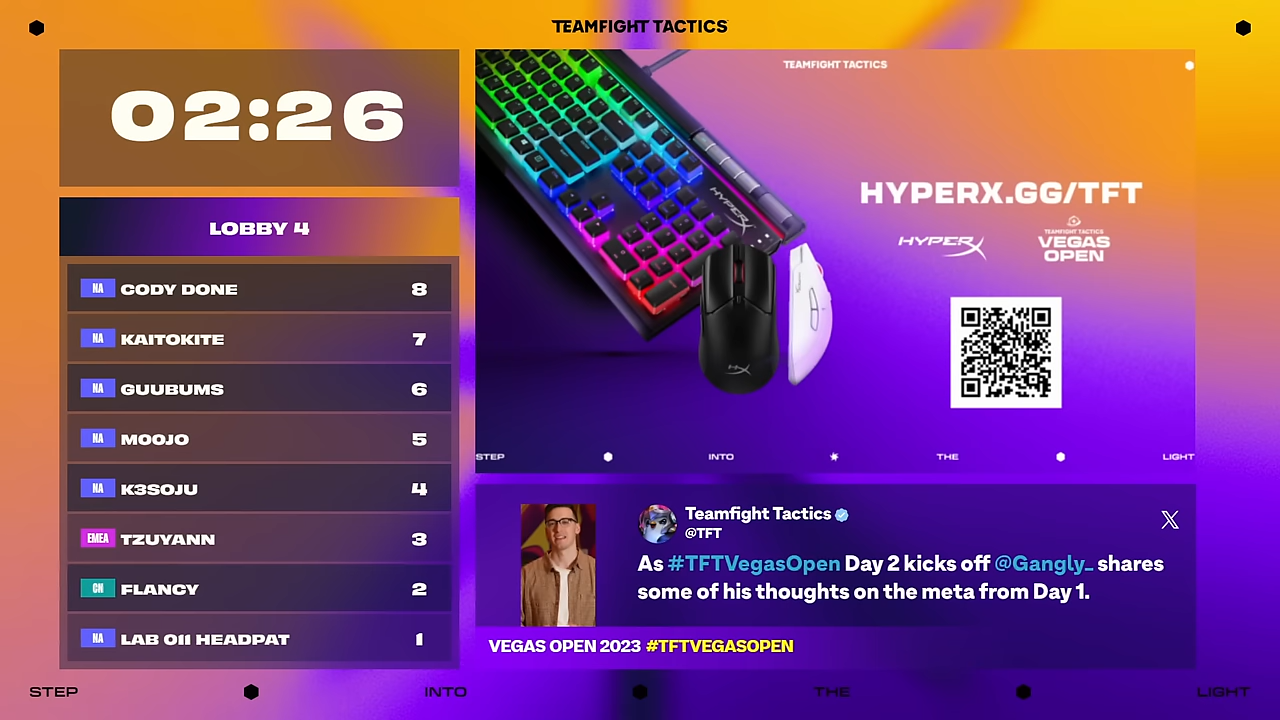 TEAMFIGHT TACTICS
02:26
LOBBY 4
NA CODY DONE 8
NA KAITOKITE 7
NA GUUBUMS 6
NA MOOJO 5
NA K3SOJU 4
EMEA TZUYANN 3
CN FLANCY 2
NA LAB 011 HEADPAT 1
TEAMFIGHT TACTICS
HYPERX
HYPERX.GG/TFT
HYPERX
TEAMFIGHT TACTICS
VEGAS
OPEN
STEP INTO THE LIGHT
Teamfight Tactics
@TFT
As #TFTVegasOpen Day 2 kicks off @Gangly_ shares
some of his thoughts on the meta from Day 1.
VEGAS OPEN 2023 #TFTVEGASOPEN
STEP INTO THE LIGHT